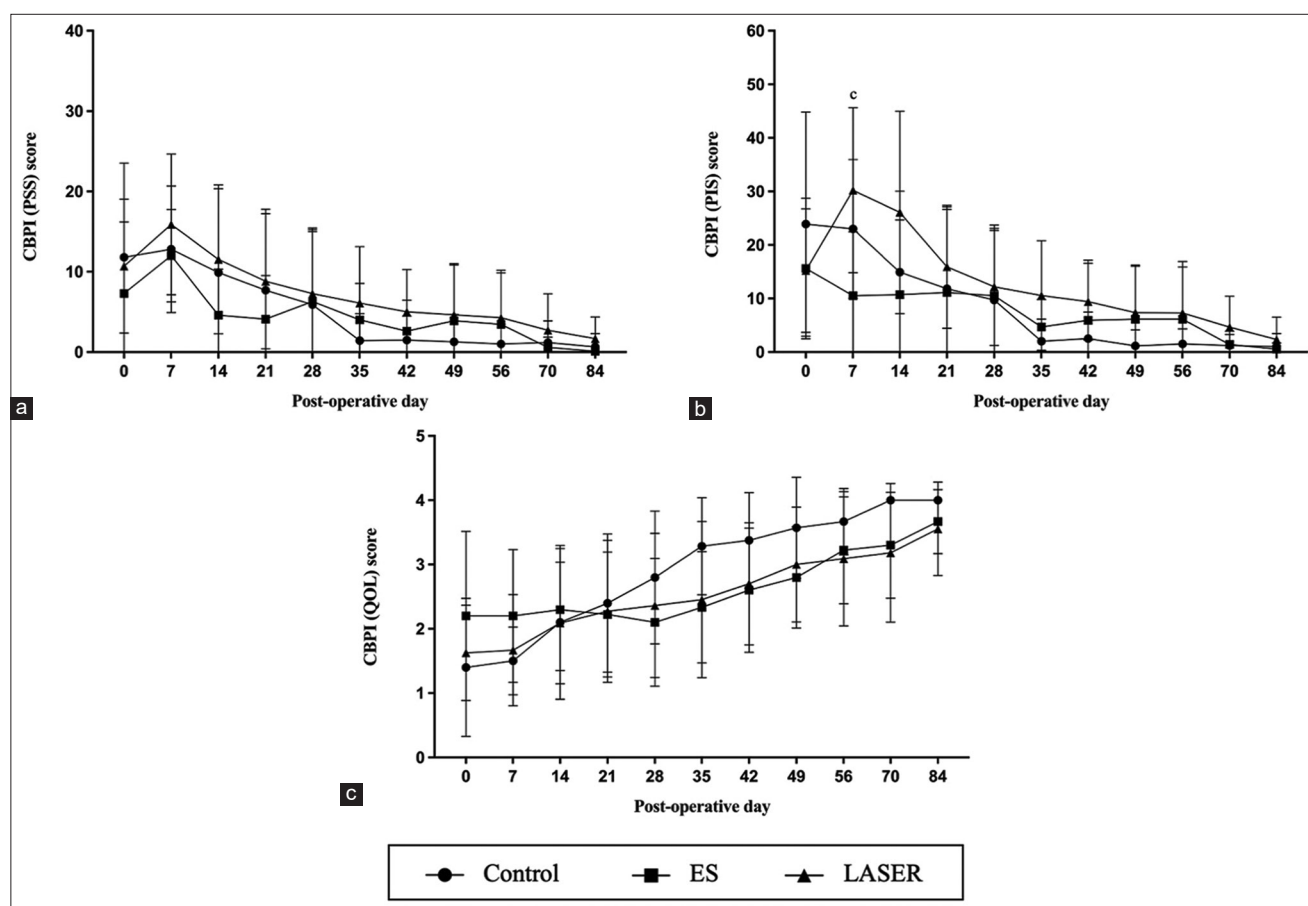 40
30
20
10
0
CBPI (PSS) score
0 7 14 21 28 35 42 49 56 70 84
Post-operative day
a
60
50
40
30
20
10
0
CBPI (PIS) score
c
0 7 14 21 28 35 42 49 56 70 84
Post-operative day
b
5
4
3
2
1
0
CBPI (QOL) score
0 7 14 21 28 35 42 49 56 70 84
Post-operative day
c
Control ES LASER